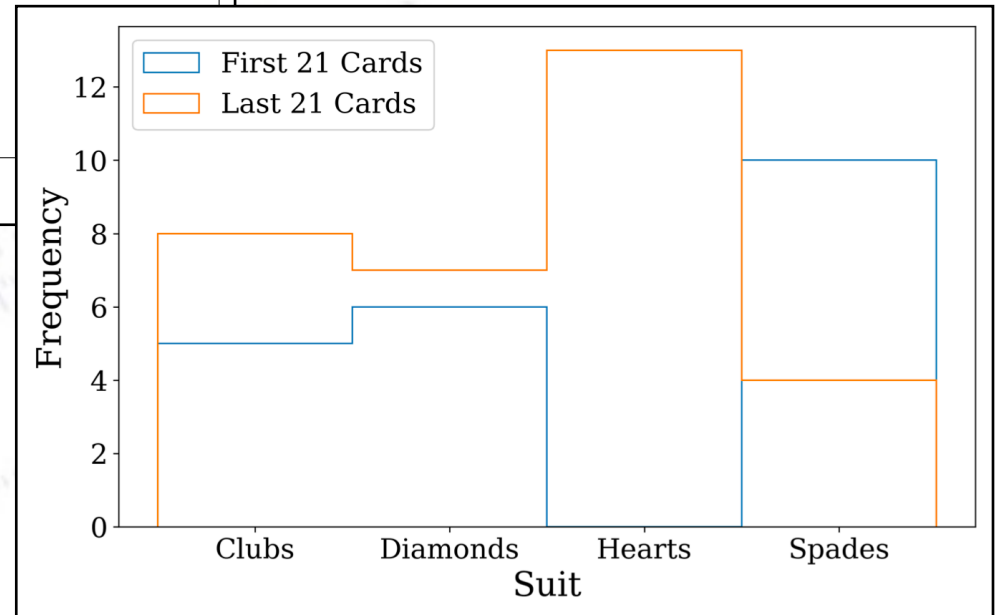 First 21 Cards
Last 21 Cards
Frequency
12
10
8
6
4
2
0
Clubs Diamonds Hearts Spades
Suit